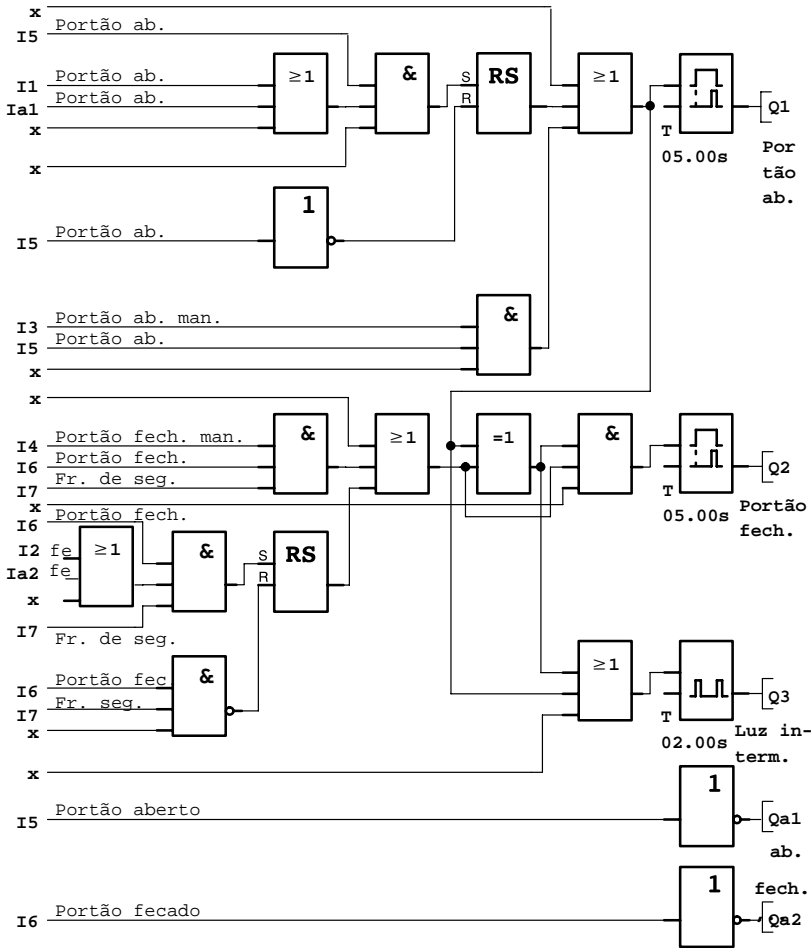 x
I5 Portão ab.
I1 Portão ab.
Ia1 Portão ab.
x
x
≥1
&
S
R
RS
≥1
Q1
T
05.00s
Por
tão
ab.
I5 Portão ab.
1
I3 Portão ab. man.
I5 Portão ab.
x
&
x
I4 Portão fech. man.
I6 Portão fech.
I7 Fr. de seg.
x
&
≥1
=1
&
Q2
T
05.00s
Portão
fech.
I6 Portão fech.
I2 fe
Ia2 fe
x
≥1
&
S
R
RS
I7 Fr. de seg.
I6 Portão fec.
I7 Fr. seg.
x
&
≥1
Q3
T
02.00s
Luz in-
term.
x
I5 Portão aberto
1
Qa1
ab.
I6 Portão fecado
1
fech.
Qa2